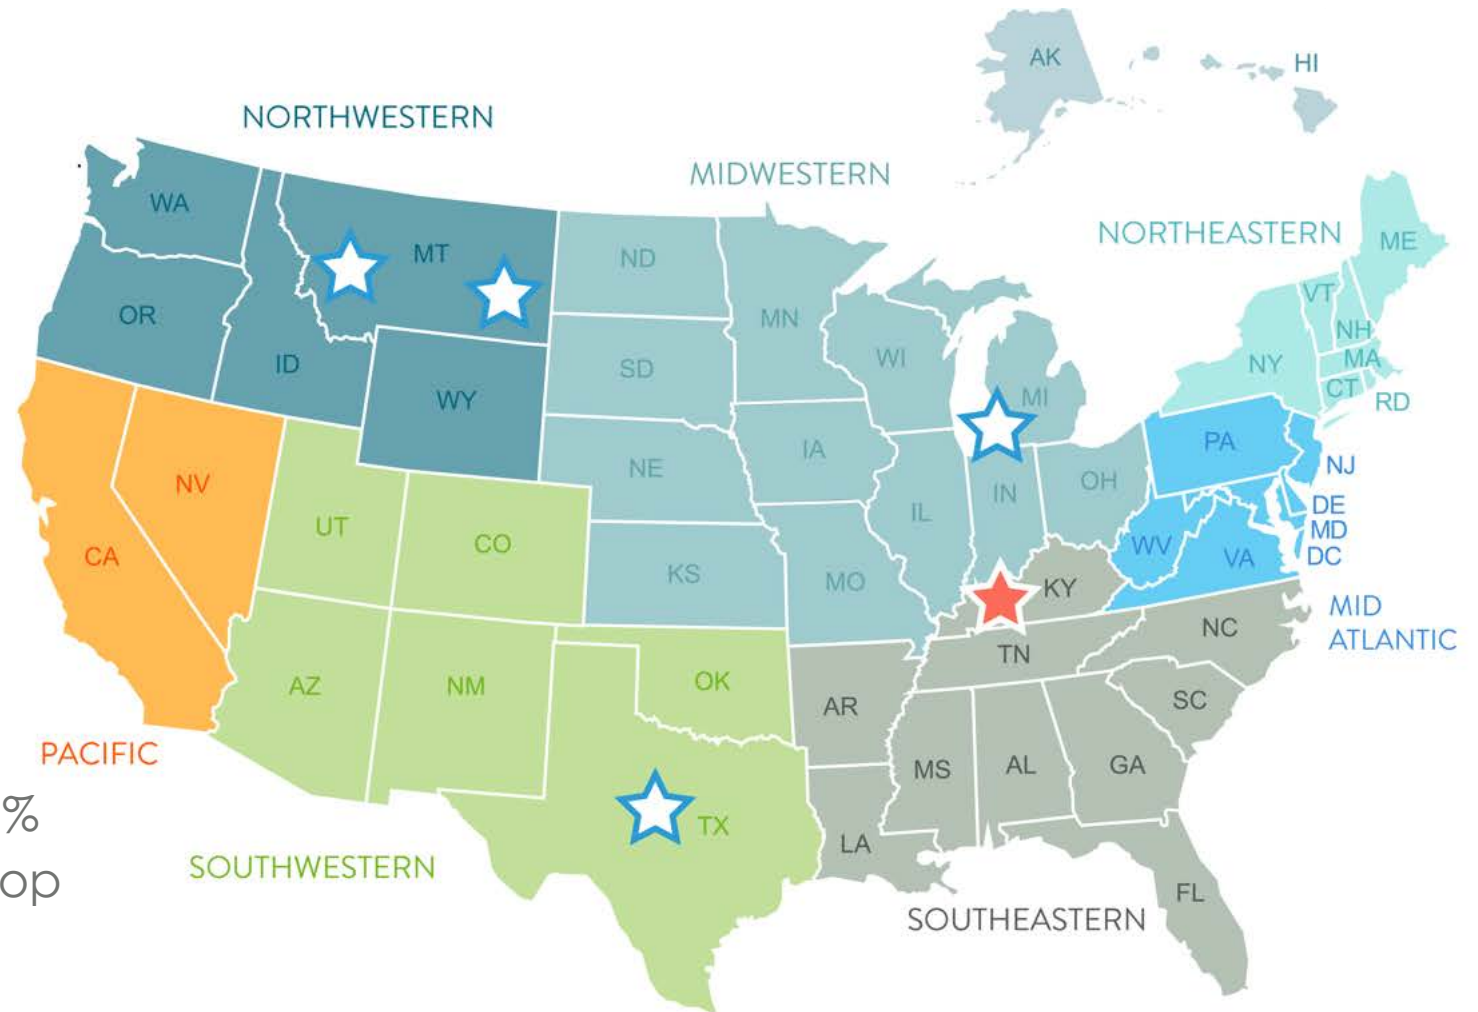 AK
HI
NORTHWESTERN
MIDWESTERN
NORTHEASTERN
WA
MT
ND
ME
OR
MN
VT
NH
ID
SD
WI
NY
MA
WY
MI
CT
RD
NE
IA
PA
NJ
NV
IL
IN
OH
DE
MD
DC
UT
CO
WV
VA
CA
KS
MO
KY
MID
ATLANTIC
NC
TN
AZ
NM
OK
AR
SC
PACIFIC
MS
AL
GA
%
op
TX
LA
SOUTHWESTERN
SOUTHEASTERN
FL